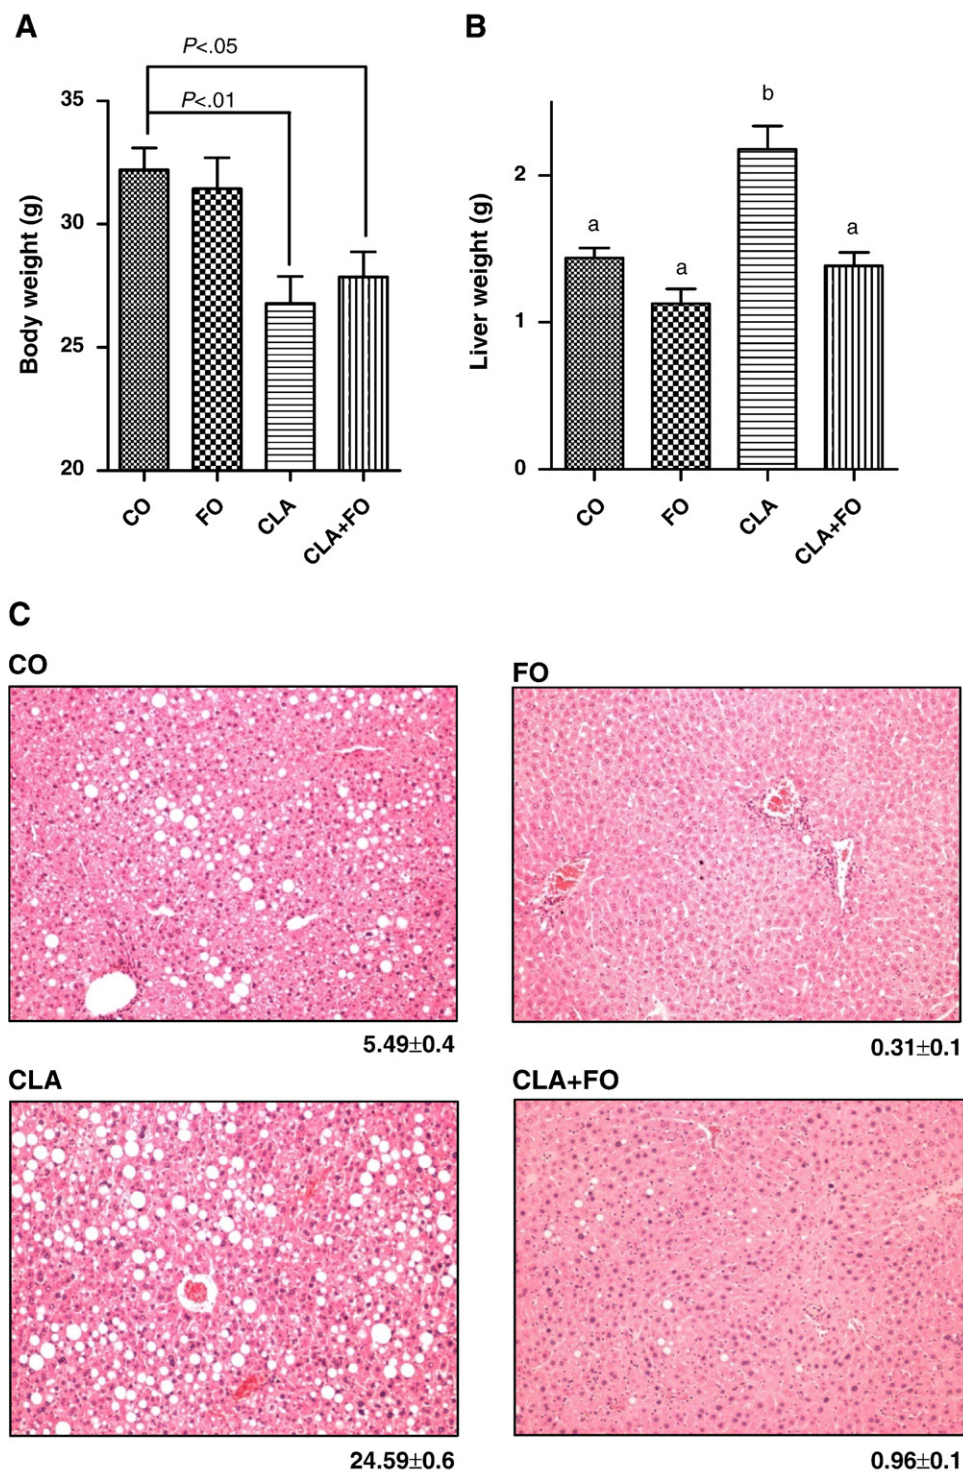 A
B
P<.05
P<.01
35
30
25
20
Body weight (g)
CO
FO
CLA
CLA+FO
2
1
0
Liver weight (g)
a
a
b
a
CO
FO
CLA
CLA+FO
C
CO
FO
5.49±0.4
0.31±0.1
CLA
CLA+FO
24.59±0.6
0.96±0.1